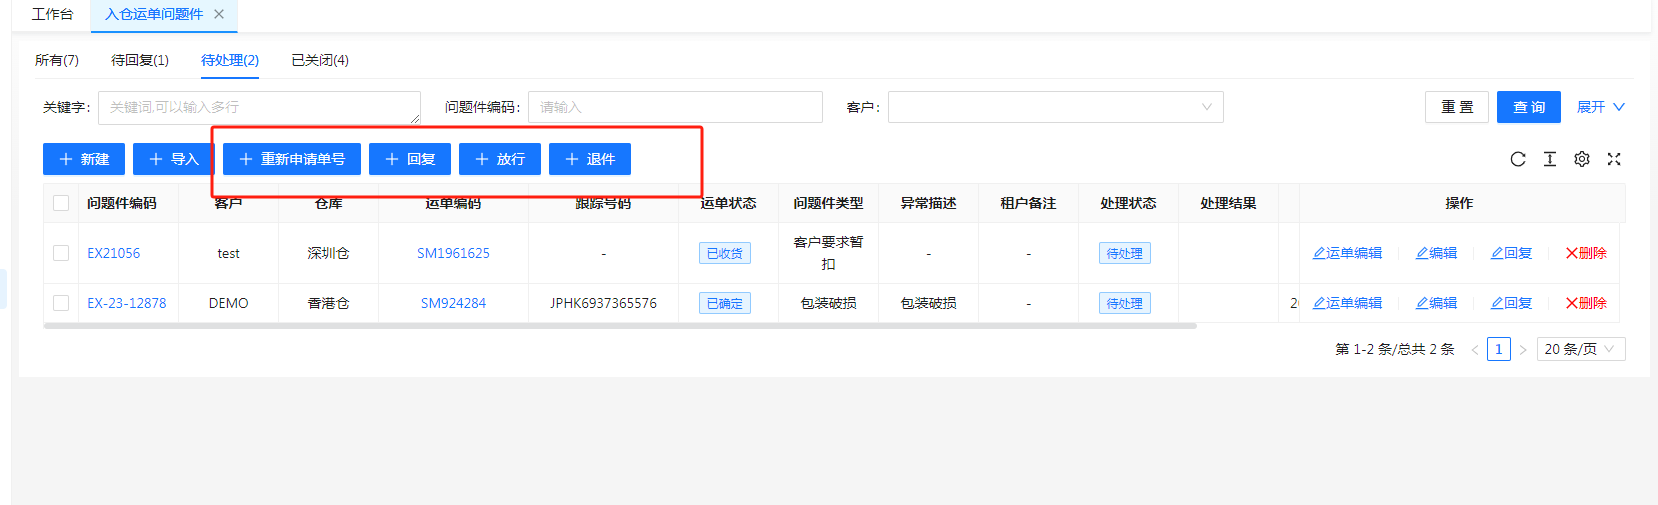 工作台 入仓运单问题件
所有(7) 待回复(1) 待处理(2) 已关闭(4)
关键字: 关键词,可以输入多行 问题件编码: 请输入 客户: 重 置 查 询 展开
新建 导入 重新申请单号 回复 放行 退件
问题件编码 客户 仓库 运单编码 跟踪号码 运单状态 问题件类型 异常描述 租户备注 处理状态 处理结果 操作
EX21056 test 深圳仓 SM1961625 - 已收货 客户要求暂扣 - - 待处理 运单编辑 编辑 回复 删除
EX-23-12878 DEMO 香港仓 SM924284 JPHK6937365576 已确定 包装破损 包装破损 - 待处理 运单编辑 编辑 回复 删除
第 1-2 条/总共 2 条 < 1 > 20 条/页